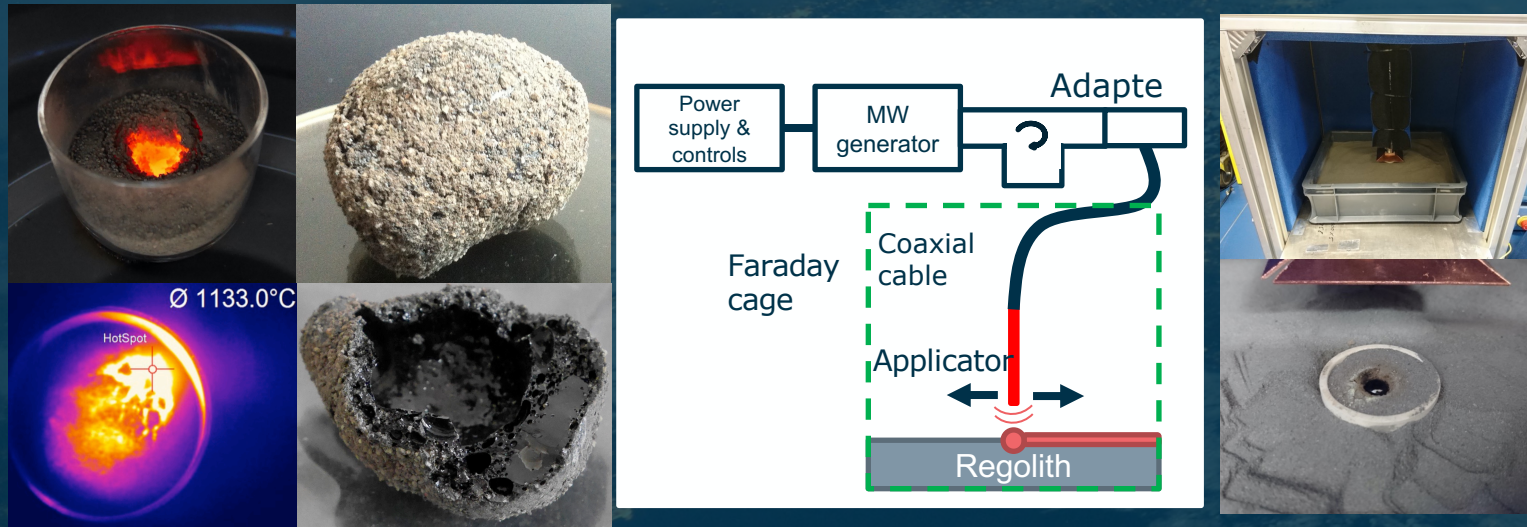 Ø 1133.0°C
HotSpot
Power
supply &
controls
MW
generator
Adapte
Coaxial
cable
Faraday
cage
Applicator
Regolith